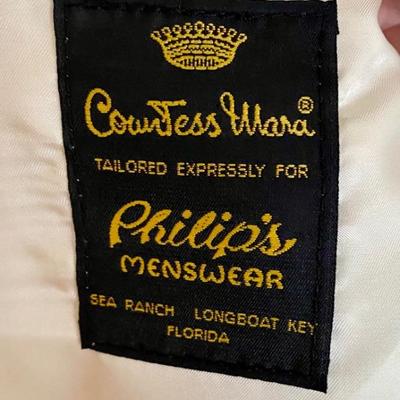 Countess Mara®
TAILORED EXPRESSLY FOR
Philip's
MENSWEAR
SEA RANCH LONGBOAT KEY
FLORIDA